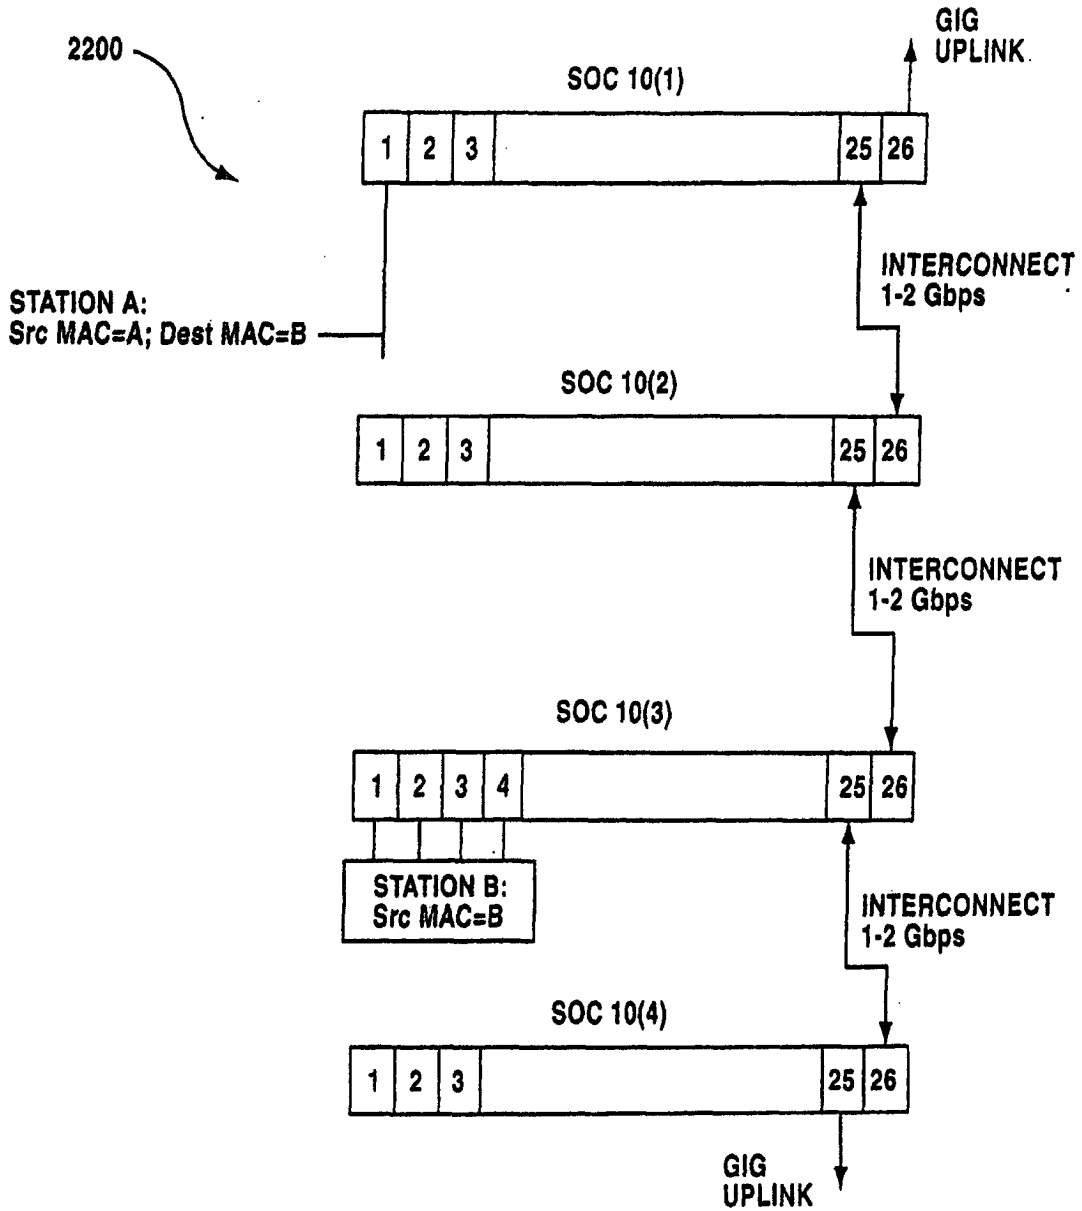 GIG
UPLINK
2200
SOC 10(1)
1 2 3 25 26
INTERCONNECT
1-2 Gbps
STATION A:
Src MAC=A; Dest MAC=B
SOC 10(2)
1 2 3 25 26
INTERCONNECT
1-2 Gbps
SOC 10(3)
1 2 3 4 25 26
STATION B:
Src MAC=B
INTERCONNECT
1-2 Gbps
SOC 10(4)
1 2 3 25 26
GIG
UPLINK